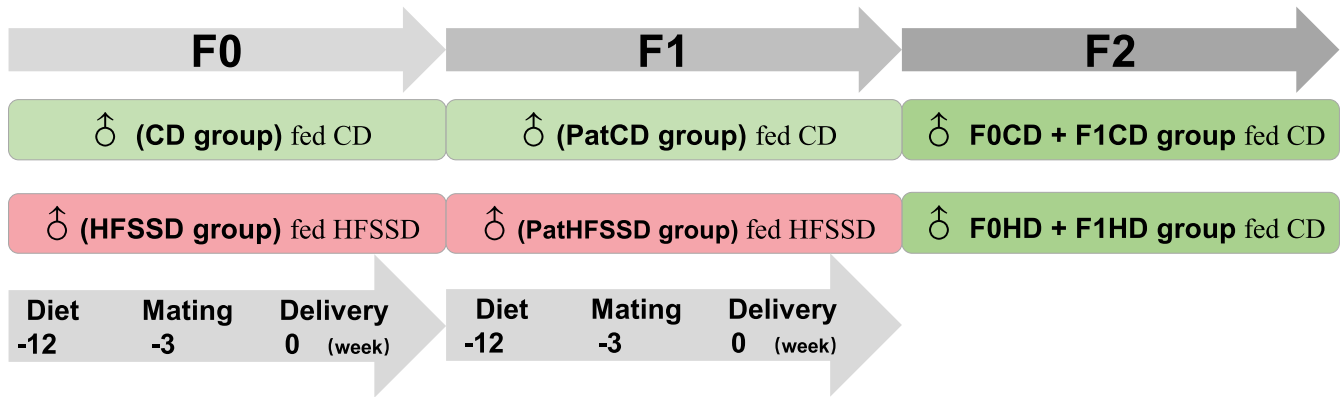 F0 F1 F2
♂ (CD group) fed CD ♂ (PatCD group) fed CD ♂ F0CD + F1CD group fed CD
♂ (HFSSD group) fed HFSSD ♂ (PatHFSSD group) fed HFSSD ♂ F0HD + F1HD group fed CD
Diet Mating Delivery Diet Mating Delivery
-12 -3 0 (week) -12 -3 0 (week)